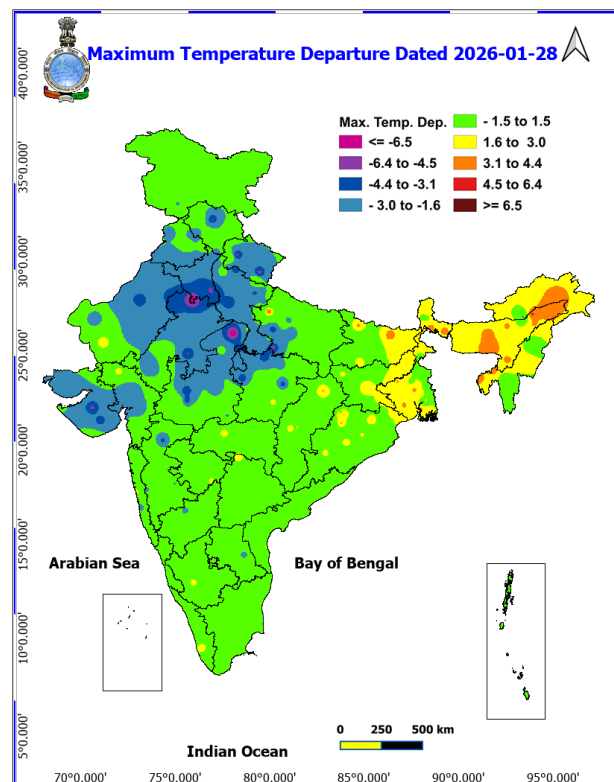 Maximum Temperature Departure Dated 2026-01-28
Max. Temp. Dep.
<= -6.5
-6.4 to -4.5
-4.4 to -3.1
- 3.0 to -1.6
- 1.5 to 1.5
1.6 to 3.0
3.1 to 4.4
4.5 to 6.4
>= 6.5
40°0.000'
35°0.000'
30°0.000'
25°0.000'
20°0.000'
15°0.000'
10°0.000'
5°0.000'
Arabian Sea
Bay of Bengal
0 250 500 km
Indian Ocean
70°0.000' 75°0.000' 80°0.000' 85°0.000' 90°0.000' 95°0.000'